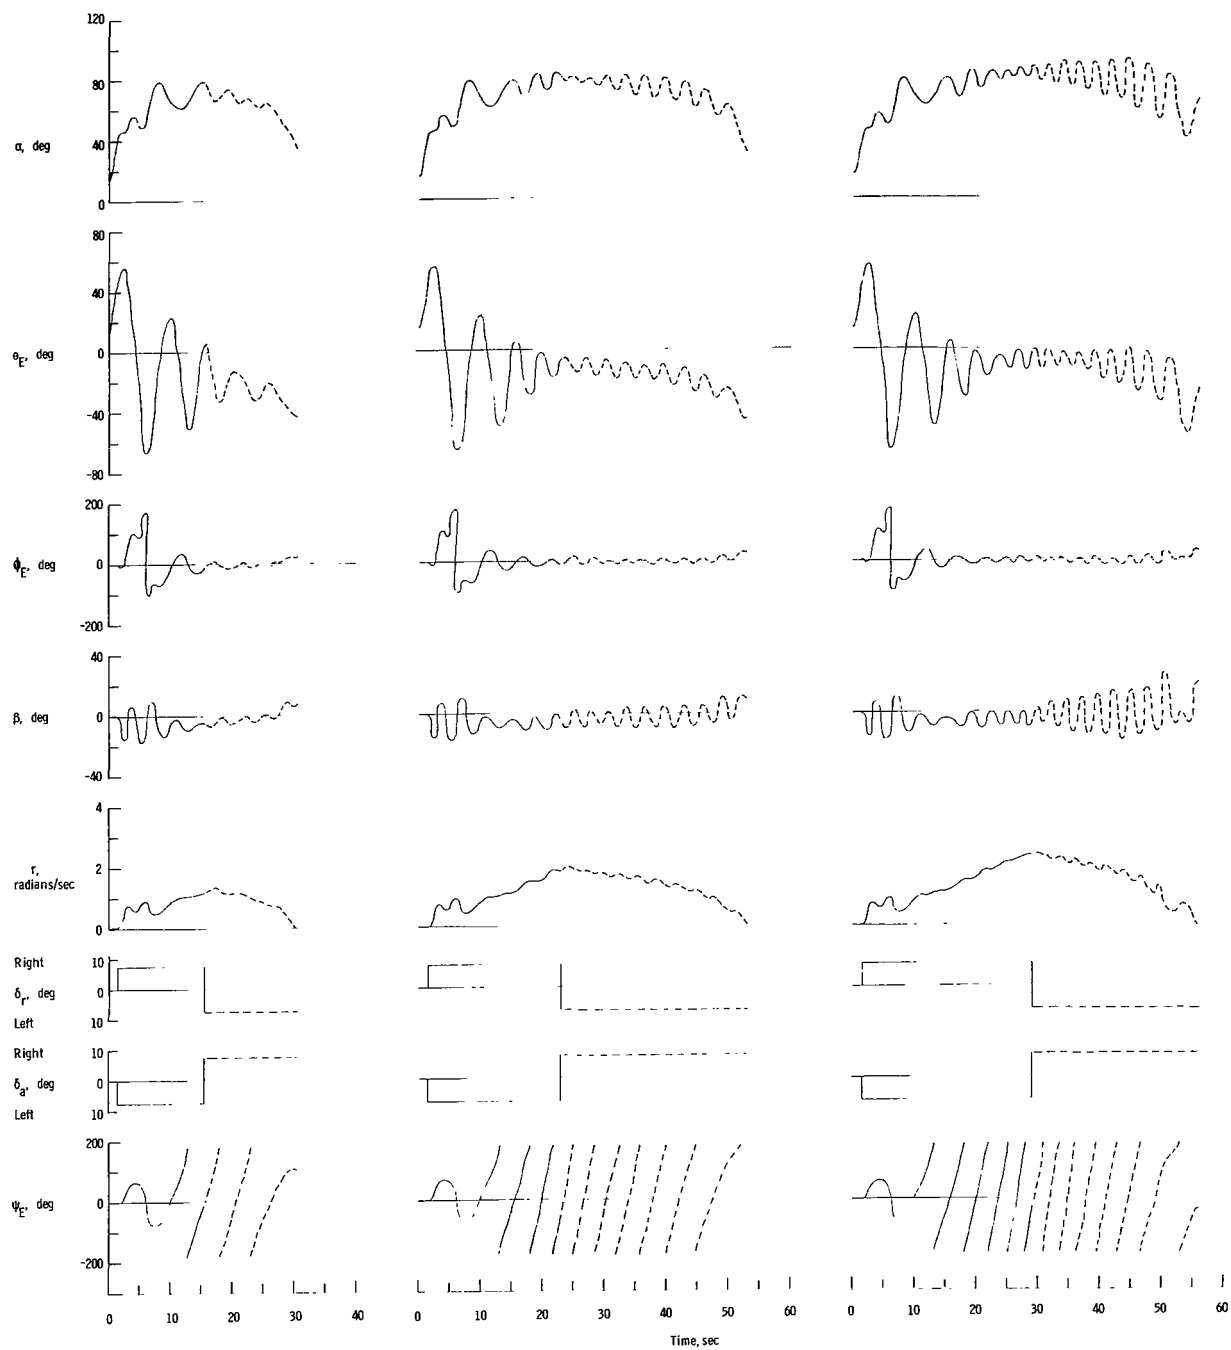 120
80
α, deg
40
0
80
40
θE, deg
0
-40
-80
200
ϕE, deg
0
-200
40
β, deg
0
-40
4
2
r,
radians/sec
0
Right 10
δr, deg 0
Left 10
Right 10
δa, deg 0
Left 10
200
ψE, deg
0
-200
0 10 20 30 40 0 10 20 30 40 50 60 0 10 20 30 40 50 60
Time, sec